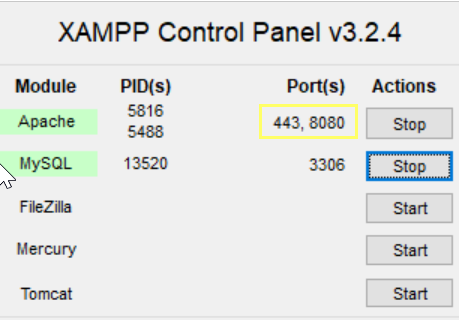 XAMPP Control Panel v3.2.4
Module PID(s) Port(s) Actions
Apache 5816 5488 443, 8080 Stop
MySQL 13520 3306 Stop
FileZilla Start
Mercury Start
Tomcat Start